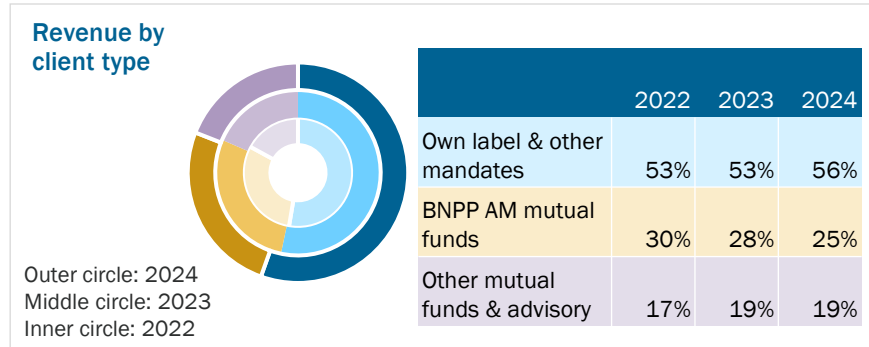 Revenue by
client type
2022 2023 2024
Own label & other
mandates 53% 53% 56%
BNPP AM mutual
funds 30% 28% 25%
Other mutual
funds & advisory 17% 19% 19%
Outer circle: 2024
Middle circle: 2023
Inner circle: 2022